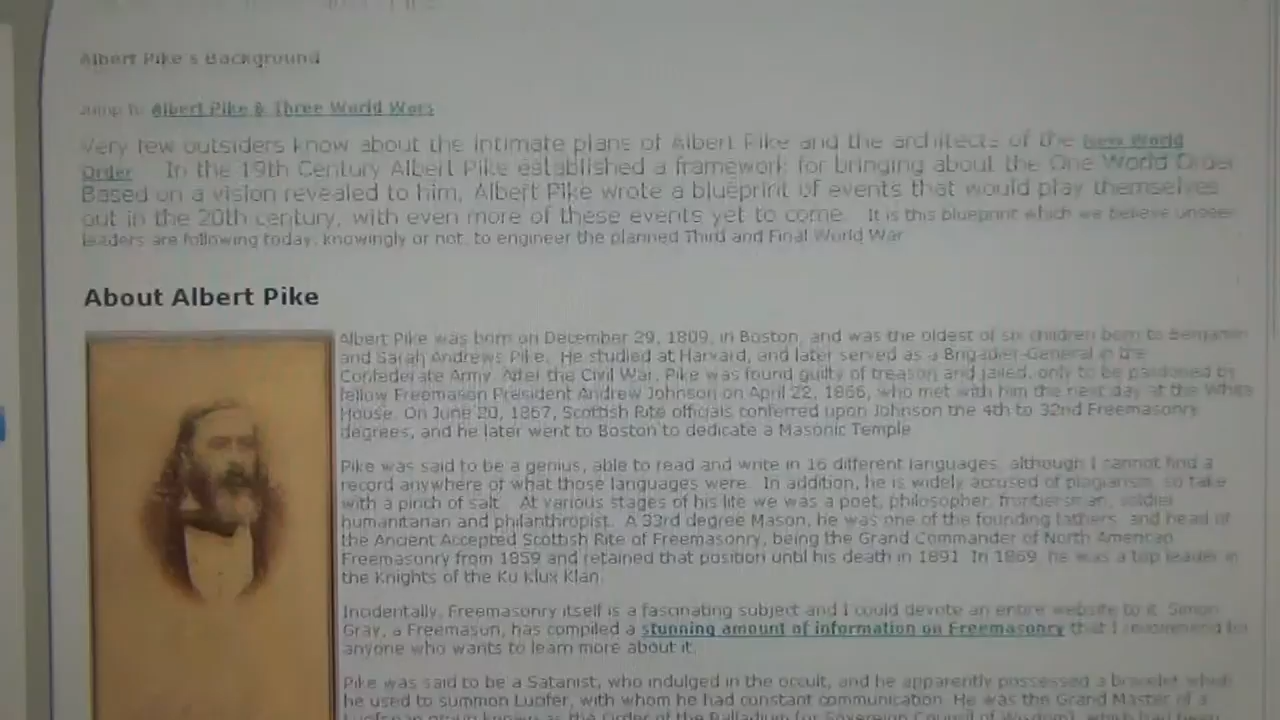 Albert Pike's Background
Jump to: Albert Pike & Three World Wars
Very few outsiders know about the intimate plans of Albert Pike and the architects of the New World
Order. In the 19th Century Albert Pike established a framework for bringing about the One World Order.
Based on a vision revealed to him, Albert Pike wrote a blueprint of events that would play themselves
out in the 20th century, with even more of these events yet to come. It is this blueprint which we believe unseen
leaders are following today, knowingly or not, to engineer the planned Third and Final World War.
About Albert Pike
Albert Pike was born on December 29, 1809, in Boston, and was the oldest of six children born to Benjamin
and Sarah Andrews Pike. He studied at Harvard, and later served as a Brigadier-General in the
Confederate Army. After the Civil War, Pike was found guilty of treason and jailed, only to be pardoned by
fellow Freemason President Andrew Johnson on April 22, 1866, who met with him the next day at the White
House. On June 20, 1867, Scottish Rite officials conferred upon Johnson the 4th to 32nd Freemasonry
degrees, and he later went to Boston to dedicate a Masonic Temple.
Pike was said to be a genius, able to read and write in 16 different languages, although I cannot find a
record anywhere of what those languages were. In addition, he is widely accused of plagiarism, so take
with a pinch of salt. At various stages of his life we was a poet, philosopher, frontiersman, soldier,
humanitarian and philanthropist. A 33rd degree Mason, he was one of the founding fathers, and head of
the Ancient Accepted Scottish Rite of Freemasonry, being the Grand Commander of North American
Freemasonry from 1859 and retained that position until his death in 1891. In 1869, he was a top leader in
the Knights of the Ku Klux Klan.
Incidentally, Freemasonry itself is a fascinating subject and I could devote an entire website to it. Simon
Gray, a Freemason, has compiled a stunning amount of information on Freemasonry that I recommend for
anyone who wants to learn more about it.
Pike was said to be a Satanist, who indulged in the occult, and he apparently possessed a bracelet which
he used to summon Lucifer, with whom he had constant communication. He was the Grand Master of a
Luciferian group known as the Order of the Palladium (or Sovereign Council of Wisdom), which